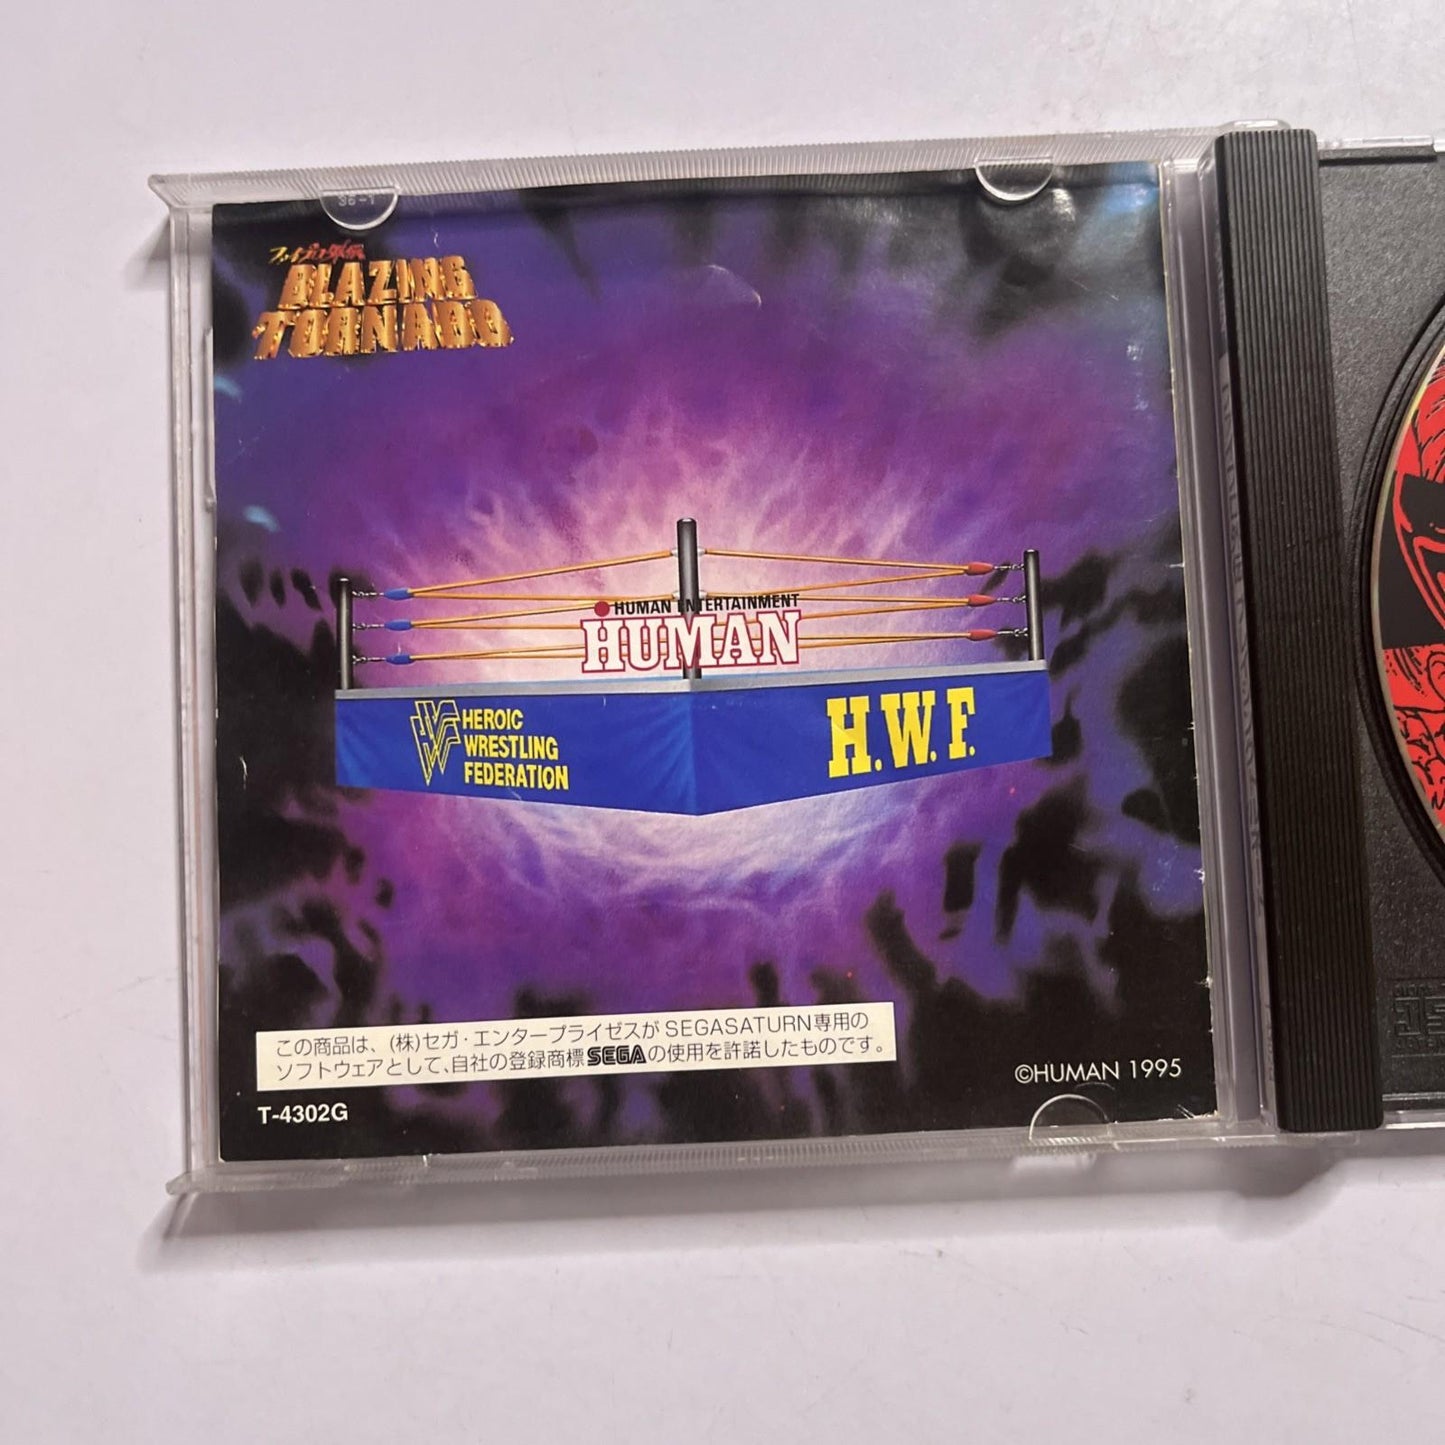 36-1
ファイプロ外伝
BLAZING
TORNADO
HUMAN ENTERTAINMENT
HUMAN
HEROIC
WRESTLING
FEDERATION
H.W.F.
この商品は、(株)セガ・エンタープライゼスが SEGASATURN専用の
ソフトウェアとして、自社の登録商標SEGAの使用を許諾したものです。
©HUMAN 1995
T-4302G